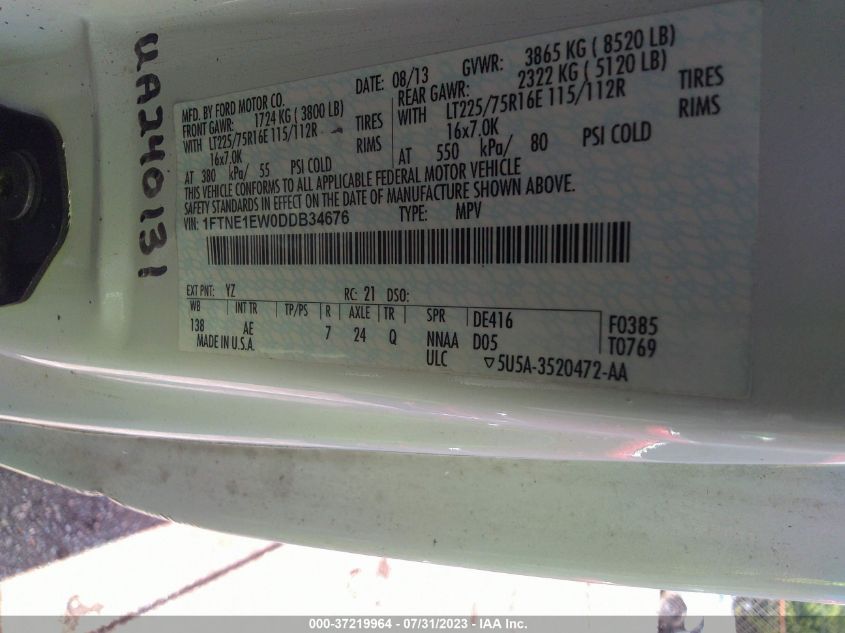 UA240131
MFD. BY FORD MOTOR CO. DATE: 08/13 GVWR: 3865 KG ( 8520 LB)
FRONT GAWR: 1724 KG ( 3800 LB) REAR GAWR: 2322 KG ( 5120 LB)
WITH LT225/75R16E 115/112R TIRES WITH LT225/75R16E 115/112R TIRES
16x7.0K RIMS 16x7.0K RIMS
AT 380 kPa/ 55 PSI COLD AT 550 kPa/ 80 PSI COLD
THIS VEHICLE CONFORMS TO ALL APPLICABLE FEDERAL MOTOR VEHICLE
SAFETY STANDARDS IN EFFECT ON THE DATE OF MANUFACTURE SHOWN ABOVE.
VIN: 1FTNE1EW0DDB34676 TYPE: MPV
EXT PNT: YZ RC: 21 DSO:
WB INT TR TP/PS R AXLE TR SPR DE416 F0385
138 AE 7 24 Q NNAA D05 T0769
MADE IN U.S.A. ULC ▽5U5A-3520472-AA
000-37219964 - 07/31/2023 - IAA Inc.